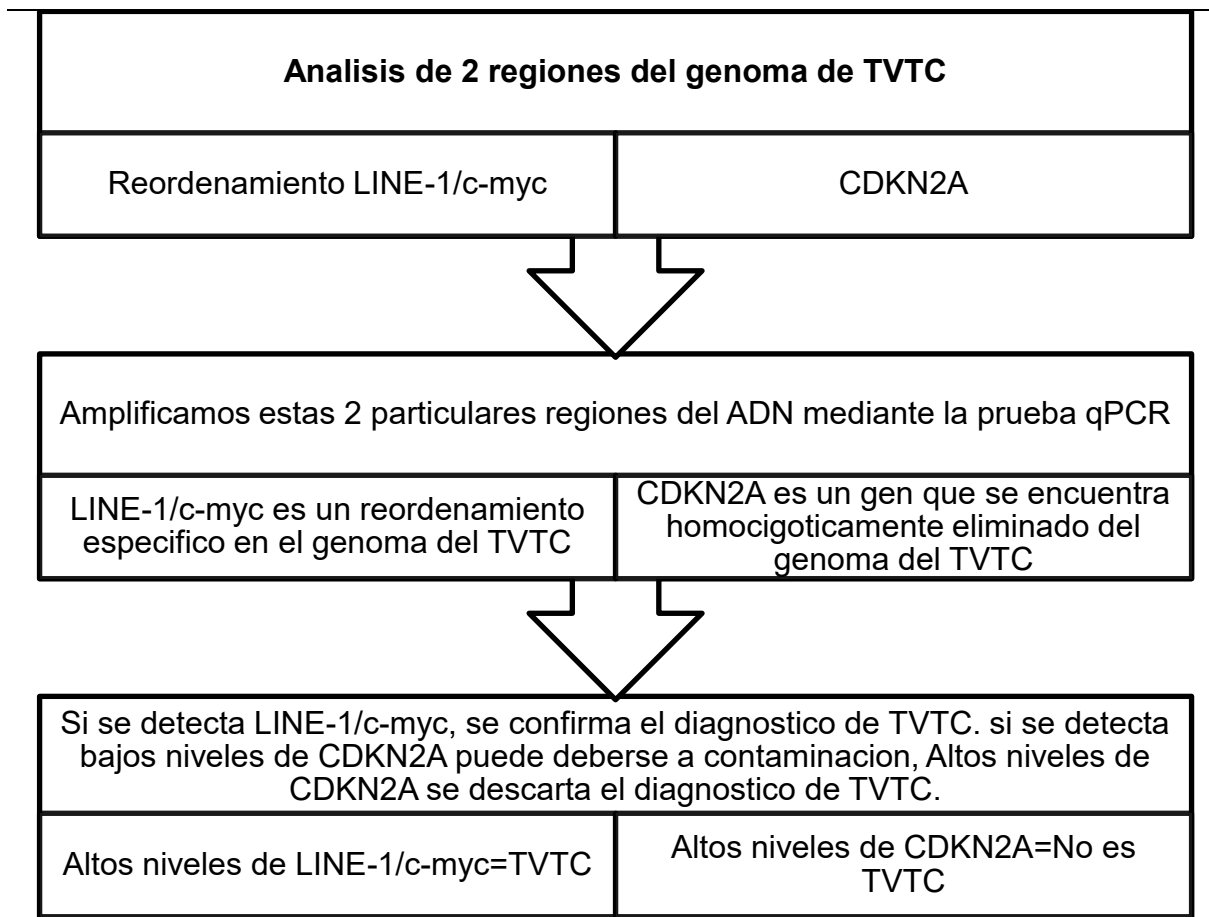 Analisis de 2 regiones del genoma de TVTC
Reordenamiento LINE-1/c-myc
CDKN2A
Amplificamos estas 2 particulares regiones del ADN mediante la prueba qPCR
LINE-1/c-myc es un reordenamiento
especifico en el genoma del TVTC
CDKN2A es un gen que se encuentra
homocigoticamente eliminado del
genoma del TVTC
Si se detecta LINE-1/c-myc, se confirma el diagnostico de TVTC. si se detecta
bajos niveles de CDKN2A puede deberse a contaminacion, Altos niveles de
CDKN2A se descarta el diagnostico de TVTC.
Altos niveles de LINE-1/c-myc=TVTC
Altos niveles de CDKN2A=No es
TVTC